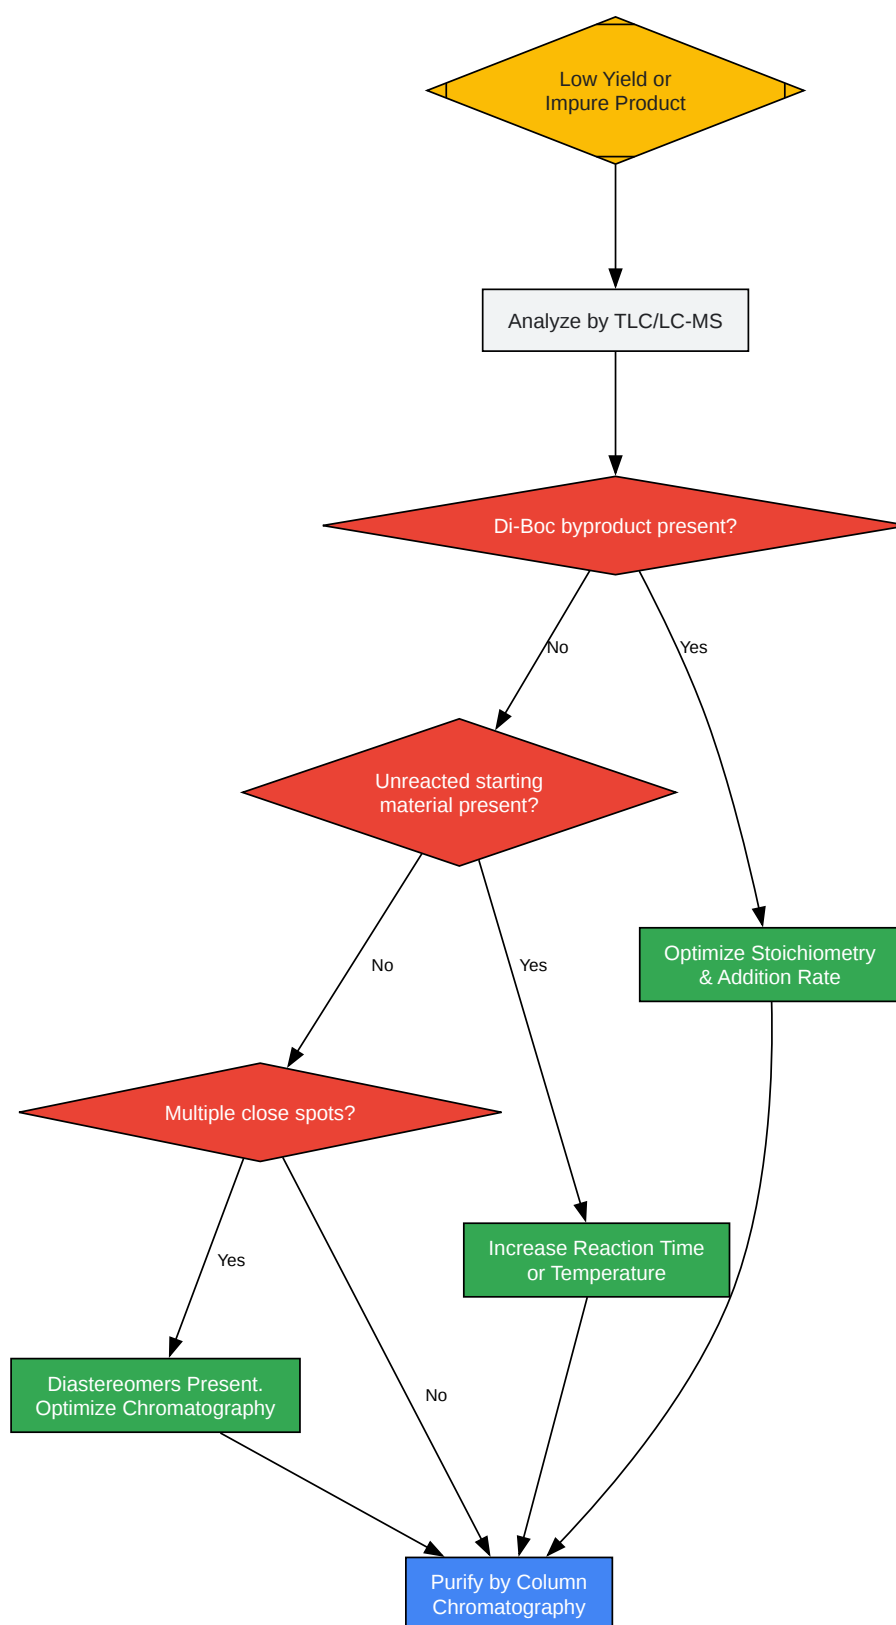 Low Yield or
Impure Product
Analyze by TLC/LC-MS
Di-Boc byproduct present?
No
Yes
Unreacted starting
material present?
Optimize Stoichiometry
& Addition Rate
No
Yes
Multiple close spots?
Increase Reaction Time
or Temperature
Yes
Diastereomers Present.
Optimize Chromatography
No
Purify by Column
Chromatography